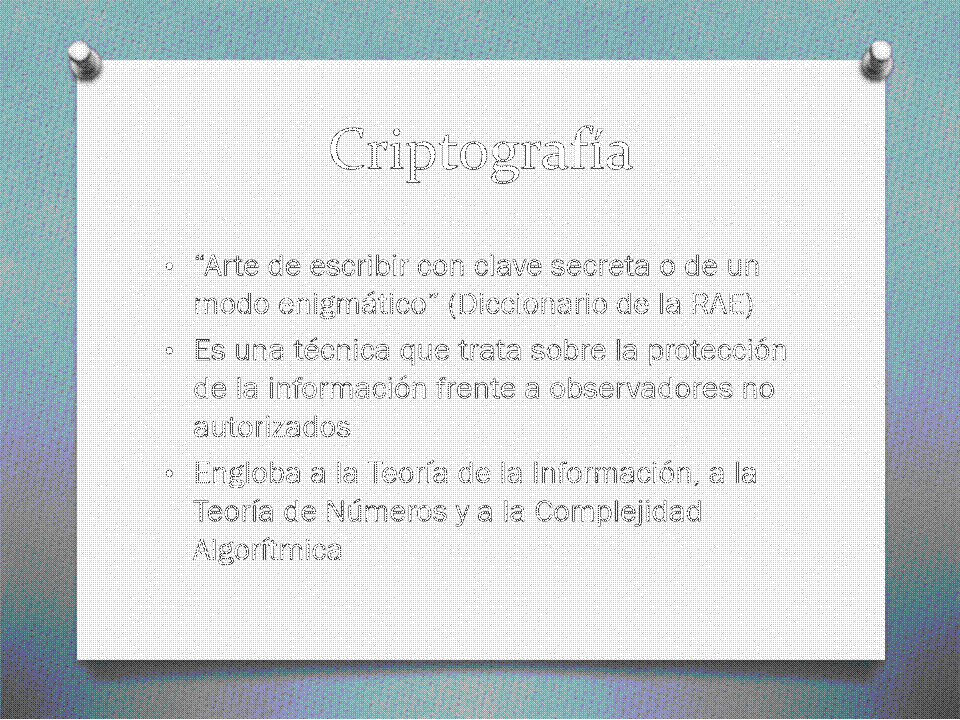 Criptografía
• “Arte de escribir con clave secreta o de un
modo enigmático” (Diccionario de la RAE)
• Es una técnica que trata sobre la protección
de la información frente a observadores no
autorizados
• Engloba a la Teoría de la Información, a la
Teoría de Números y a la Complejidad
Algorítmica